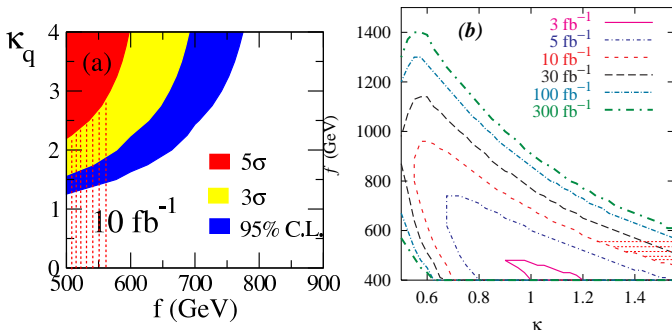 κq
(a)
4
3
2
1
0
5σ
3σ
95% C.L.
10 fb-1
500 600 700 800 900
f (GeV)
(b)
3 fb-1
5 fb-1
10 fb-1
30 fb-1
100 fb-1
300 fb-1
1400
1200
1000
800
600
400
f (GeV)
0.6 0.8 1 1.2 1.4
κ